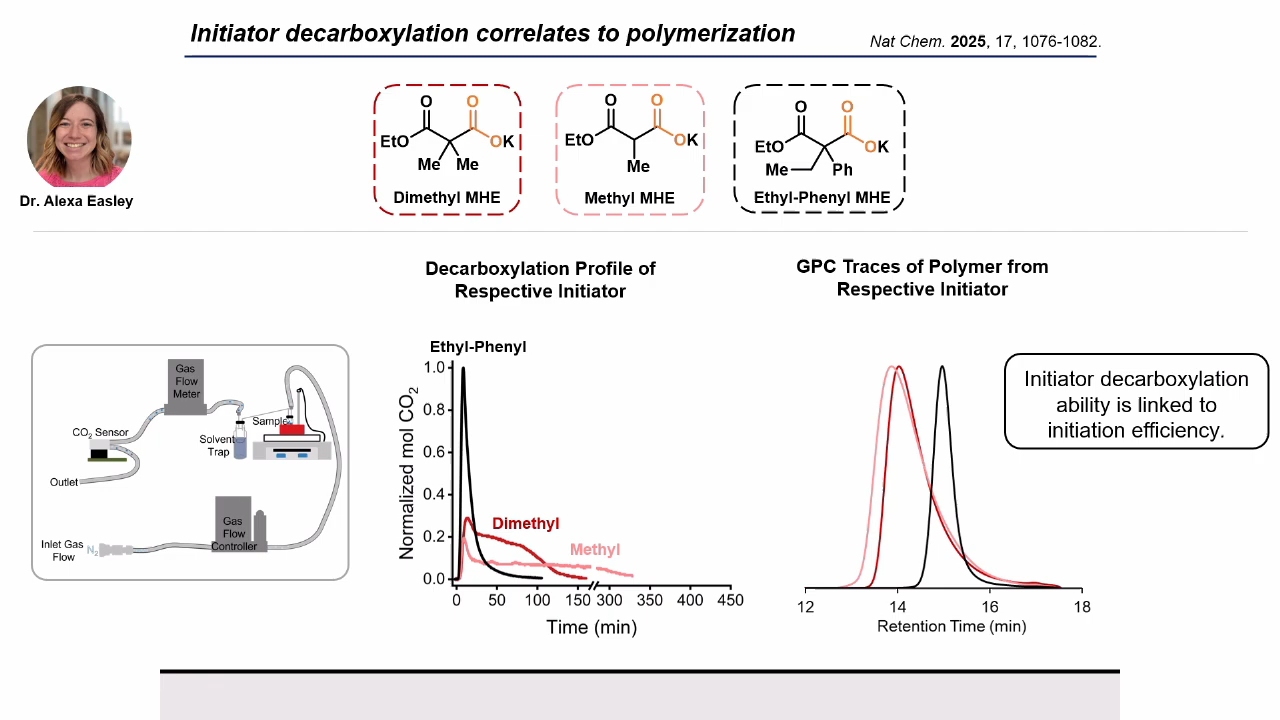 Initiator decarboxylation correlates to polymerization
Nat Chem. 2025, 17, 1076-1082.
Dr. Alexa Easley
O O
EtO OK
Me Me
Dimethyl MHE
O O
EtO OK
Me
Methyl MHE
O O
EtO OK
Me Ph
Ethyl-Phenyl MHE
Decarboxylation Profile of
Respective Initiator
GPC Traces of Polymer from
Respective Initiator
Gas
Flow
Meter
CO2 Sensor
Sample
Solvent
Trap
Outlet
Gas
Flow
Controller
Inlet Gas
Flow
N2
Ethyl-Phenyl
Normalized mol CO2
1.0
0.8
0.6
0.4
0.2
0.0
Dimethyl
Methyl
0 50 100 150 300 350 400 450
Time (min)
12 14 16 18
Retention Time (min)
Initiator decarboxylation
ability is linked to
initiation efficiency.